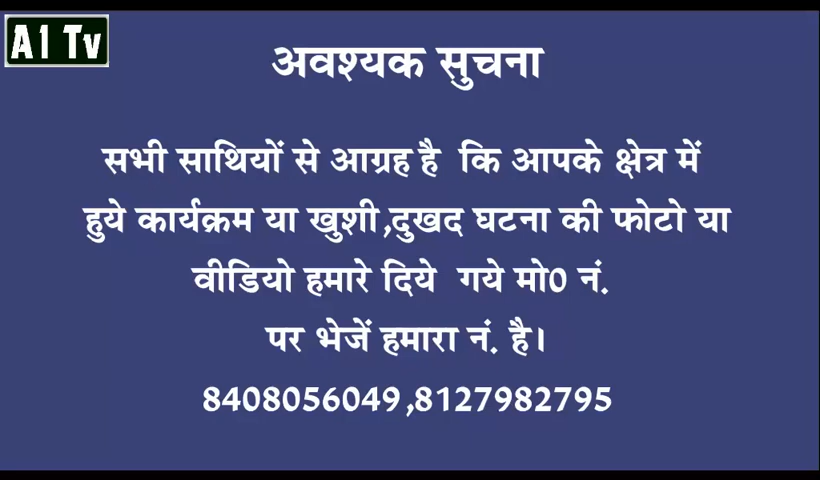 A1 Tv
अवश्यक सुचना
सभी साथियों से आग्रह है कि आपके क्षेत्र में
हुये कार्यक्रम या खुशी,दुखद घटना की फोटो या
वीडियो हमारे दिये गये मो0 नं.
पर भेजें हमारा नं. है।
8408056049,8127982795